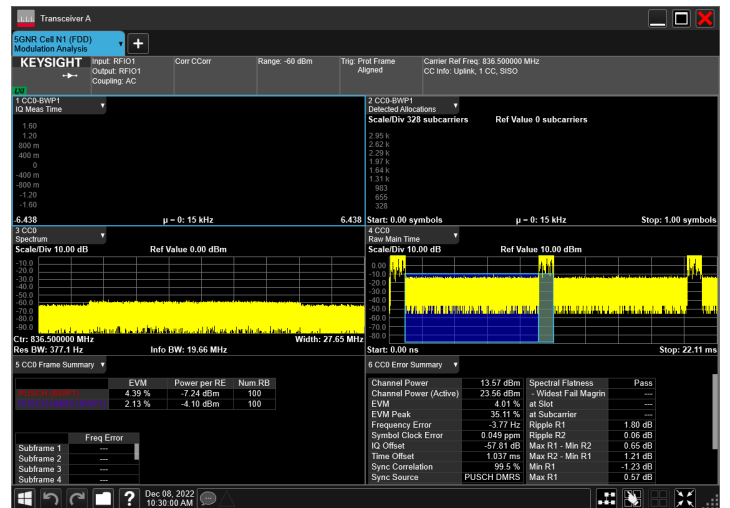 Transceiver A
5GNR Cell N1 (FDD)
Modulation Analysis
KEYSIGHT Input: RFIO1 Corr CCorr Range: -60 dBm Trig: Prot Frame Carrier Ref Freq: 836.500000 MHz
Output: RFIO1 Aligned CC Info: Uplink, 1 CC, SISO
Coupling: AC
1 CC0-BWP1
IQ Meas Time
1.60
1.20
800 m
400 m
0
-400 m
-800 m
-1.20
-1.60
-6.438 μ – 0: 15 kHz 6.438
2 CC0-BWP1
Detected Allocations
Scale/Div 328 subcarriers Ref Value 0 subcarriers
2.95 k
2.62 k
2.29 k
1.97 k
1.64 k
1.31 k
983
655
328
Start: 0.00 symbols μ – 0: 15 kHz Stop: 1.00 symbols
3 CC0
Spectrum
Scale/Div 10.00 dB Ref Value 0.00 dBm
-10.0
-20.0
-30.0
-40.0
-50.0
-60.0
-70.0
-80.0
-90.0
Ctr: 836.500000 MHz Width: 27.65 MHz
Res BW: 377.1 Hz Info BW: 19.66 MHz
4 CC0
Raw Main Time
Scale/Div 10.00 dB Ref Value 10.00 dBm
0.00
-10.0
-20.0
-30.0
-40.0
-50.0
-60.0
-70.0
-80.0
Start: 0.00 ns Stop: 22.11 ms
5 CC0 Frame Summary
EVM Power per RE Num.RB
4.39 % -7.24 dBm 100
2.13 % -4.10 dBm 100
Freq Error
Subframe 1 ---
Subframe 2 ---
Subframe 3 ---
Subframe 4 ---
6 CC0 Error Summary
Channel Power 13.57 dBm Spectral Flatness Pass
Channel Power (Active) 23.56 dBm - Widest Fail Magrin ---
EVM 4.01 % at Slot ---
EVM Peak 35.11 % at Subcarrier ---
Frequency Error -3.77 Hz Ripple R1 1.80 dB
Symbol Clock Error 0.049 ppm Ripple R2 0.06 dB
IQ Offset -57.81 dB Max R1 - Min R2 0.65 dB
Time Offset 1.037 ms Max R2 - Min R1 1.21 dB
Sync Correlation 99.5 % Min R1 -1.23 dB
Sync Source PUSCH DMRS Max R1 0.57 dB
Dec 08, 2022
10:30:00 AM